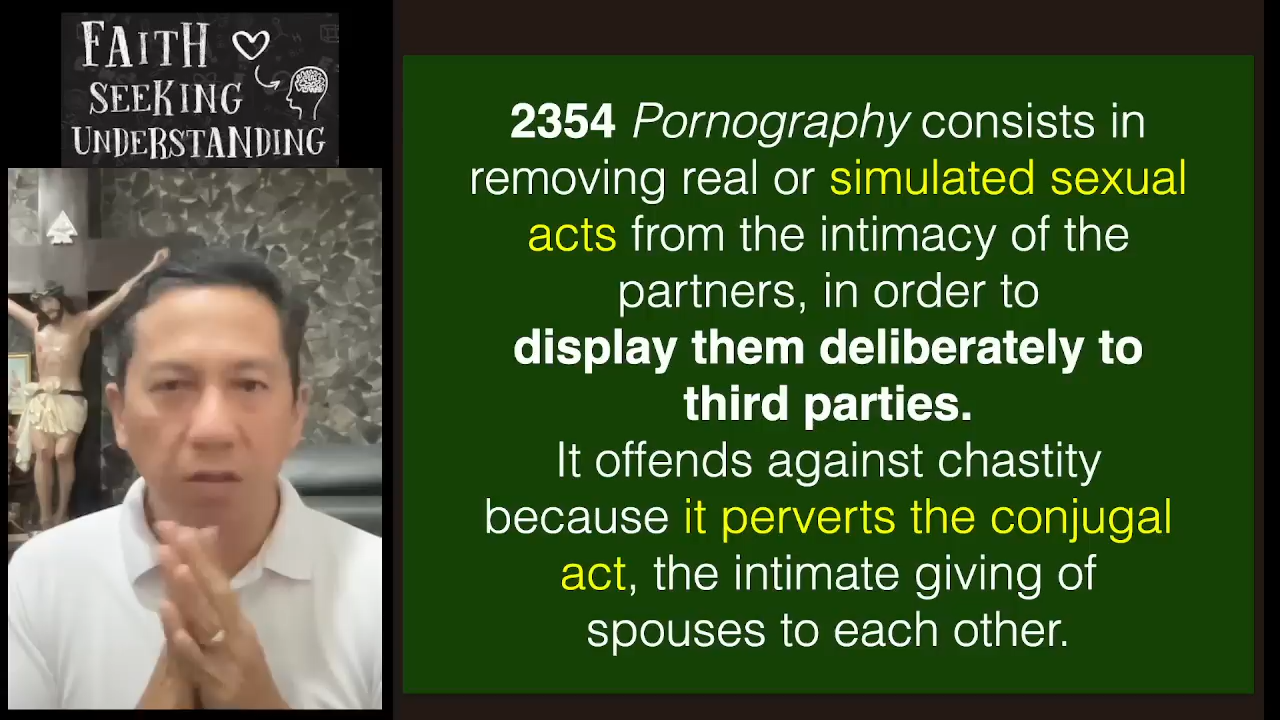 FAITH
SEEKING
UNDERSTANDING
2354 Pornography consists in
removing real or simulated sexual
acts from the intimacy of the
partners, in order to
display them deliberately to
third parties.
It offends against chastity
because it perverts the conjugal
act, the intimate giving of
spouses to each other.